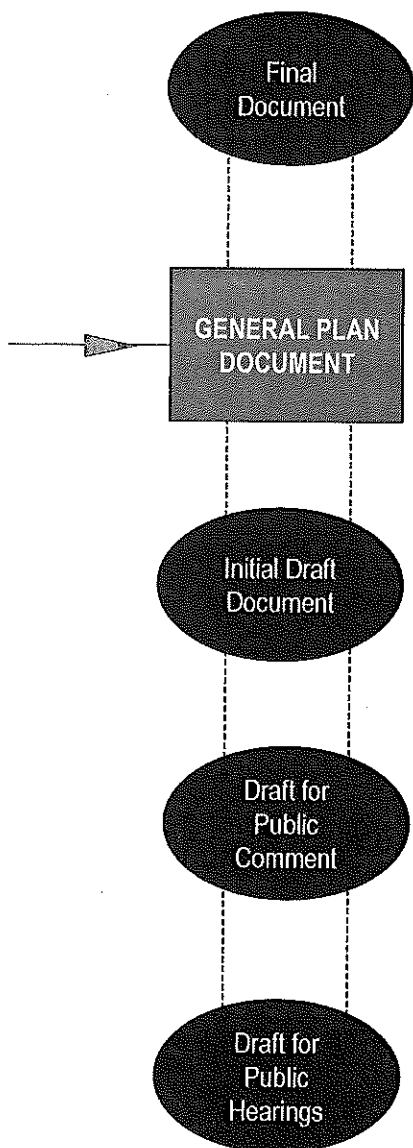 Final
Document
GENERAL PLAN
DOCUMENT
Initial Draft
Document
Draft for
Public
Comment
Draft for
Public
Hearings